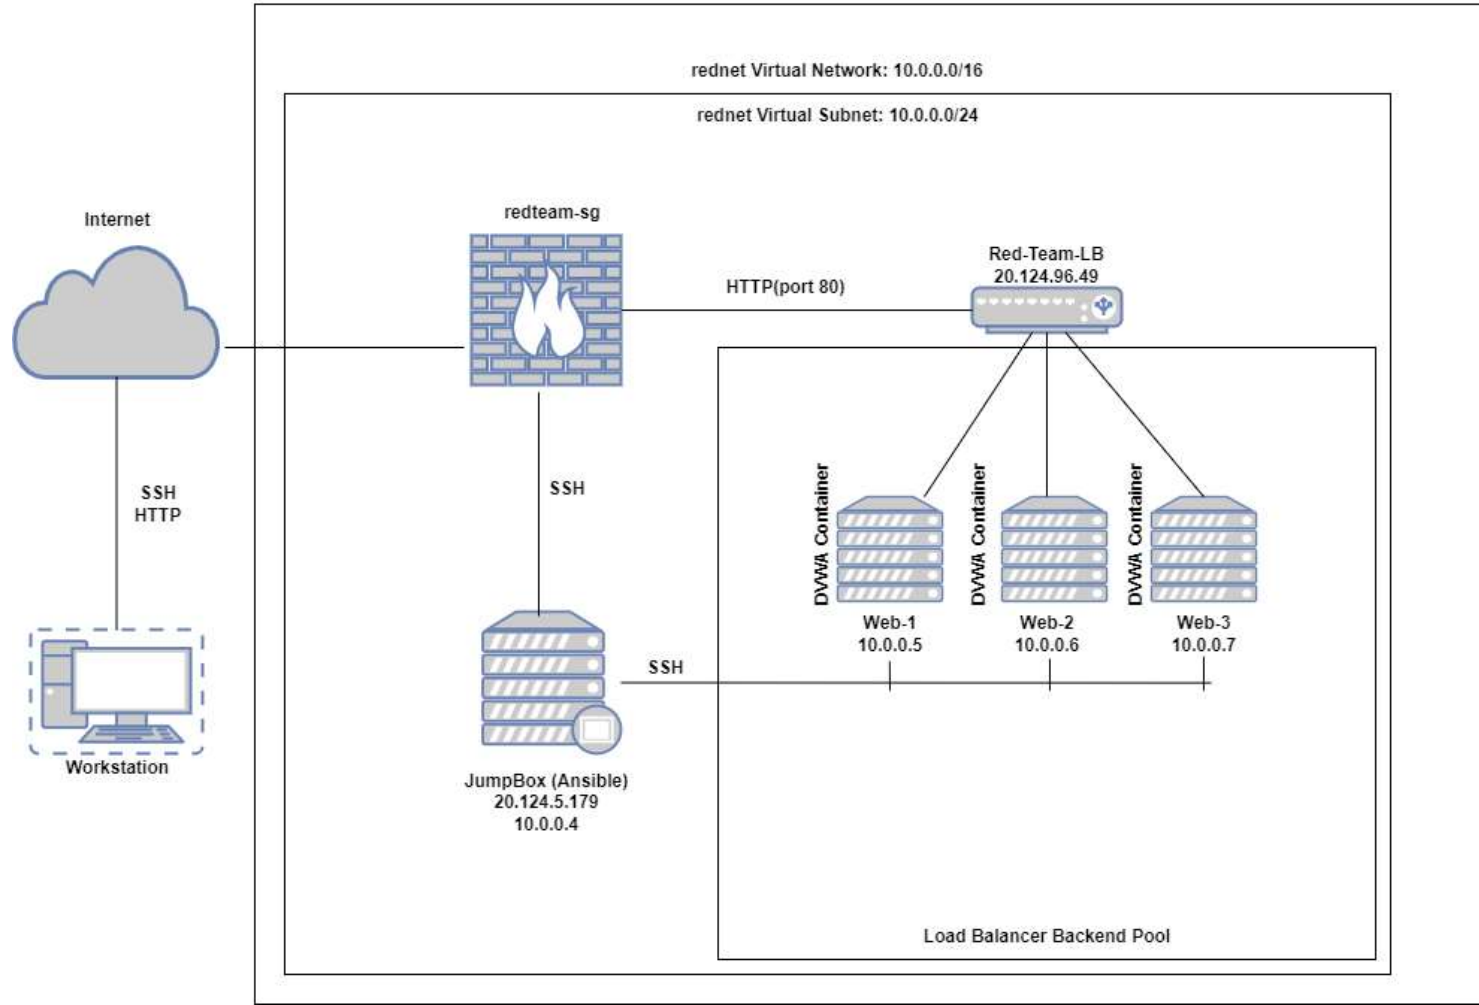 rednet Virtual Network: 10.0.0.0/16
rednet Virtual Subnet: 10.0.0.0/24
Internet
redteam-sg
Red-Team-LB
20.124.96.49
HTTP(port 80)
SSH
HTTP
SSH
DVWA Container
DVWA Container
DVWA Container
Web-1
10.0.0.5
Web-2
10.0.0.6
Web-3
10.0.0.7
SSH
Workstation
JumpBox (Ansible)
20.124.5.179
10.0.0.4
Load Balancer Backend Pool